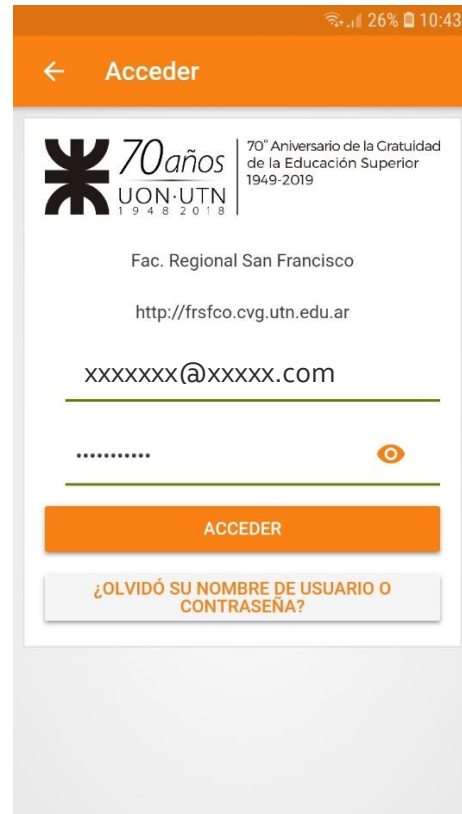 26% 10:43
Acceder
70años
UON·UTN
1948 2018
70° Aniversario de la Gratuidad
de la Educación Superior
1949-2019
Fac. Regional San Francisco
http://frsfco.cvg.utn.edu.ar
xxxxxxx@xxxxx.com
•••••••••••
ACCEDER
¿OLVIDÓ SU NOMBRE DE USUARIO O
CONTRASEÑA?